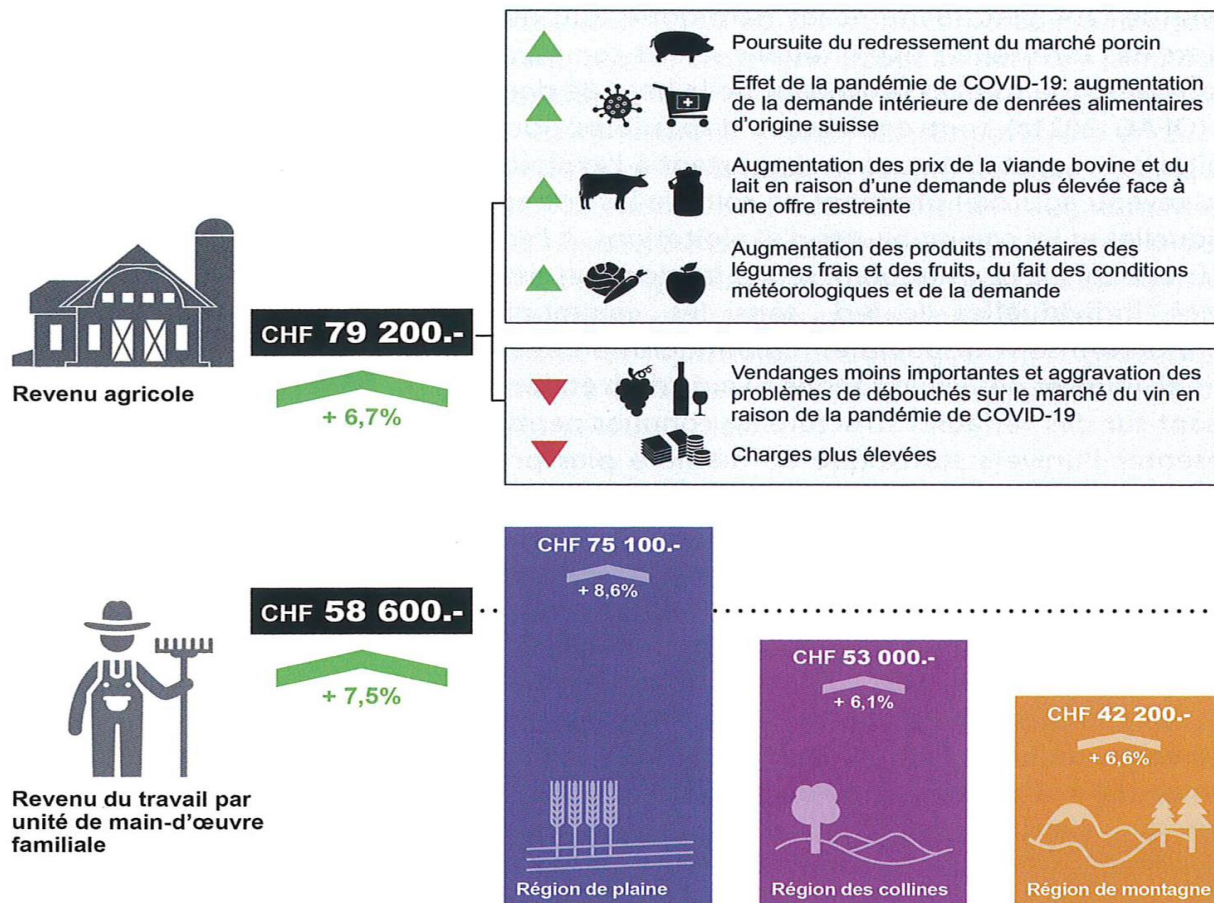 Poursuite du redressement du marché porcin
Effet de la pandémie de COVID-19: augmentation
de la demande intérieure de denrées alimentaires
d'origine suisse
Augmentation des prix de la viande bovine et du
lait en raison d'une demande plus élevée face à
une offre restreinte
Augmentation des produits monétaires des
légumes frais et des fruits, du fait des conditions
météorologiques et de la demande
Revenu agricole
CHF 79 200.-
+ 6,7%
Vendanges moins importantes et aggravation des
problèmes de débouchés sur le marché du vin en
raison de la pandémie de COVID-19
Charges plus élevées
Revenu du travail par
unité de main-d'œuvre
familiale
CHF 58 600.-
+ 7,5%
CHF 75 100.-
+ 8,6%
Région de plaine
CHF 53 000.-
+ 6,1%
Région des collines
CHF 42 200.-
+ 6,6%
Région de montagne